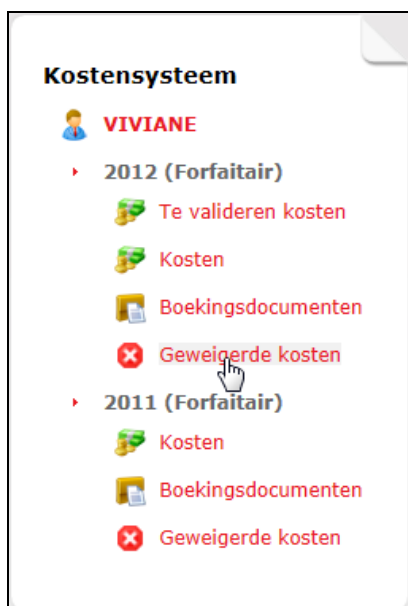 Kostensysteem
VIVIANE
2012 (Forfaitair)
Te valideren kosten
Kosten
Boekingsdocumenten
Geweigerde kosten
2011 (Forfaitair)
Kosten
Boekingsdocumenten
Geweigerde kosten